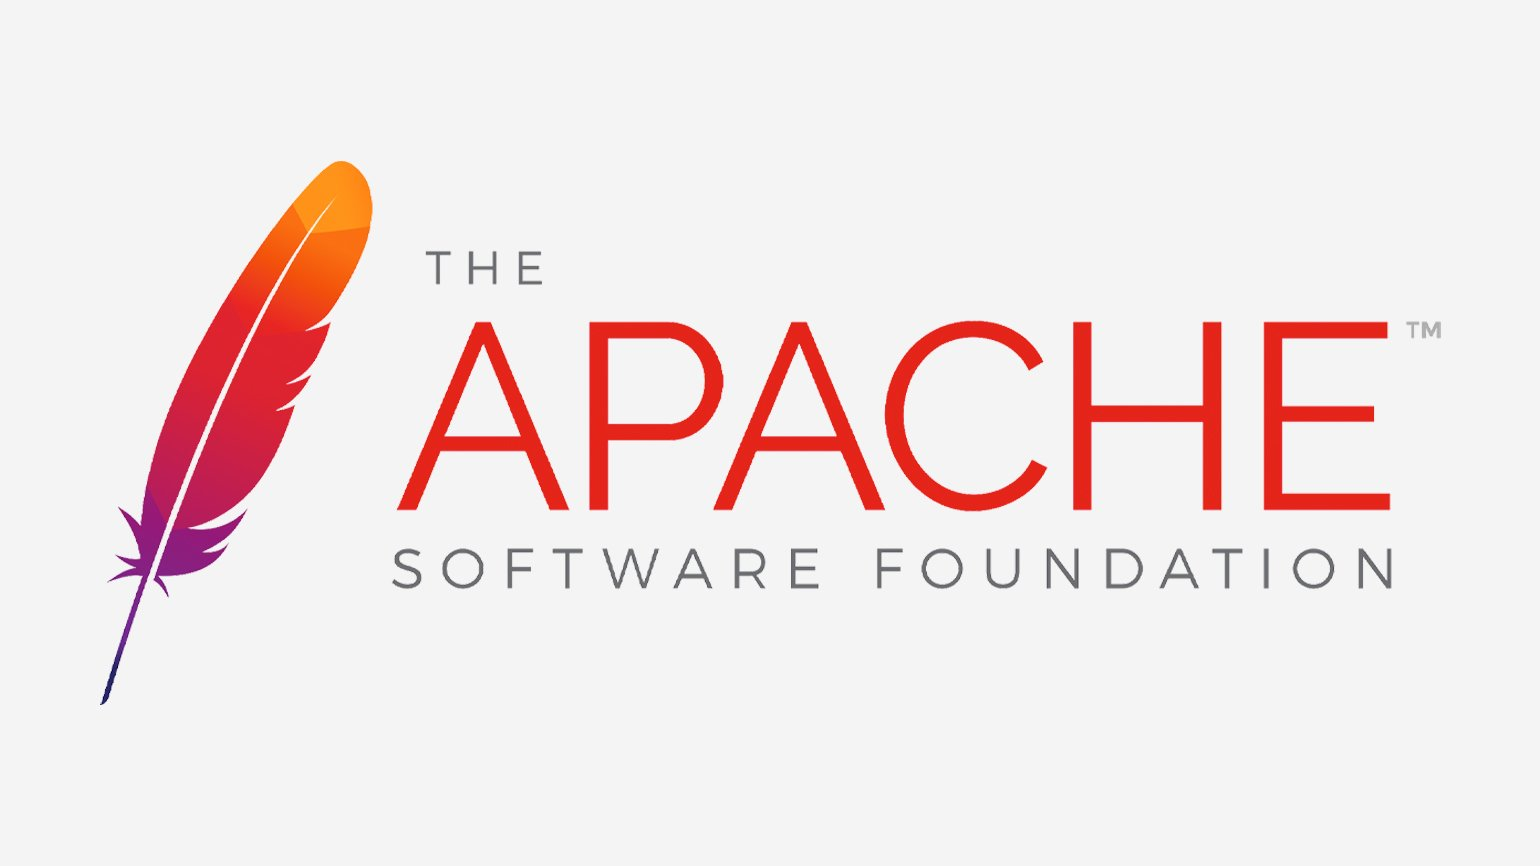 THE
APACHE™
SOFTWARE FOUNDATION